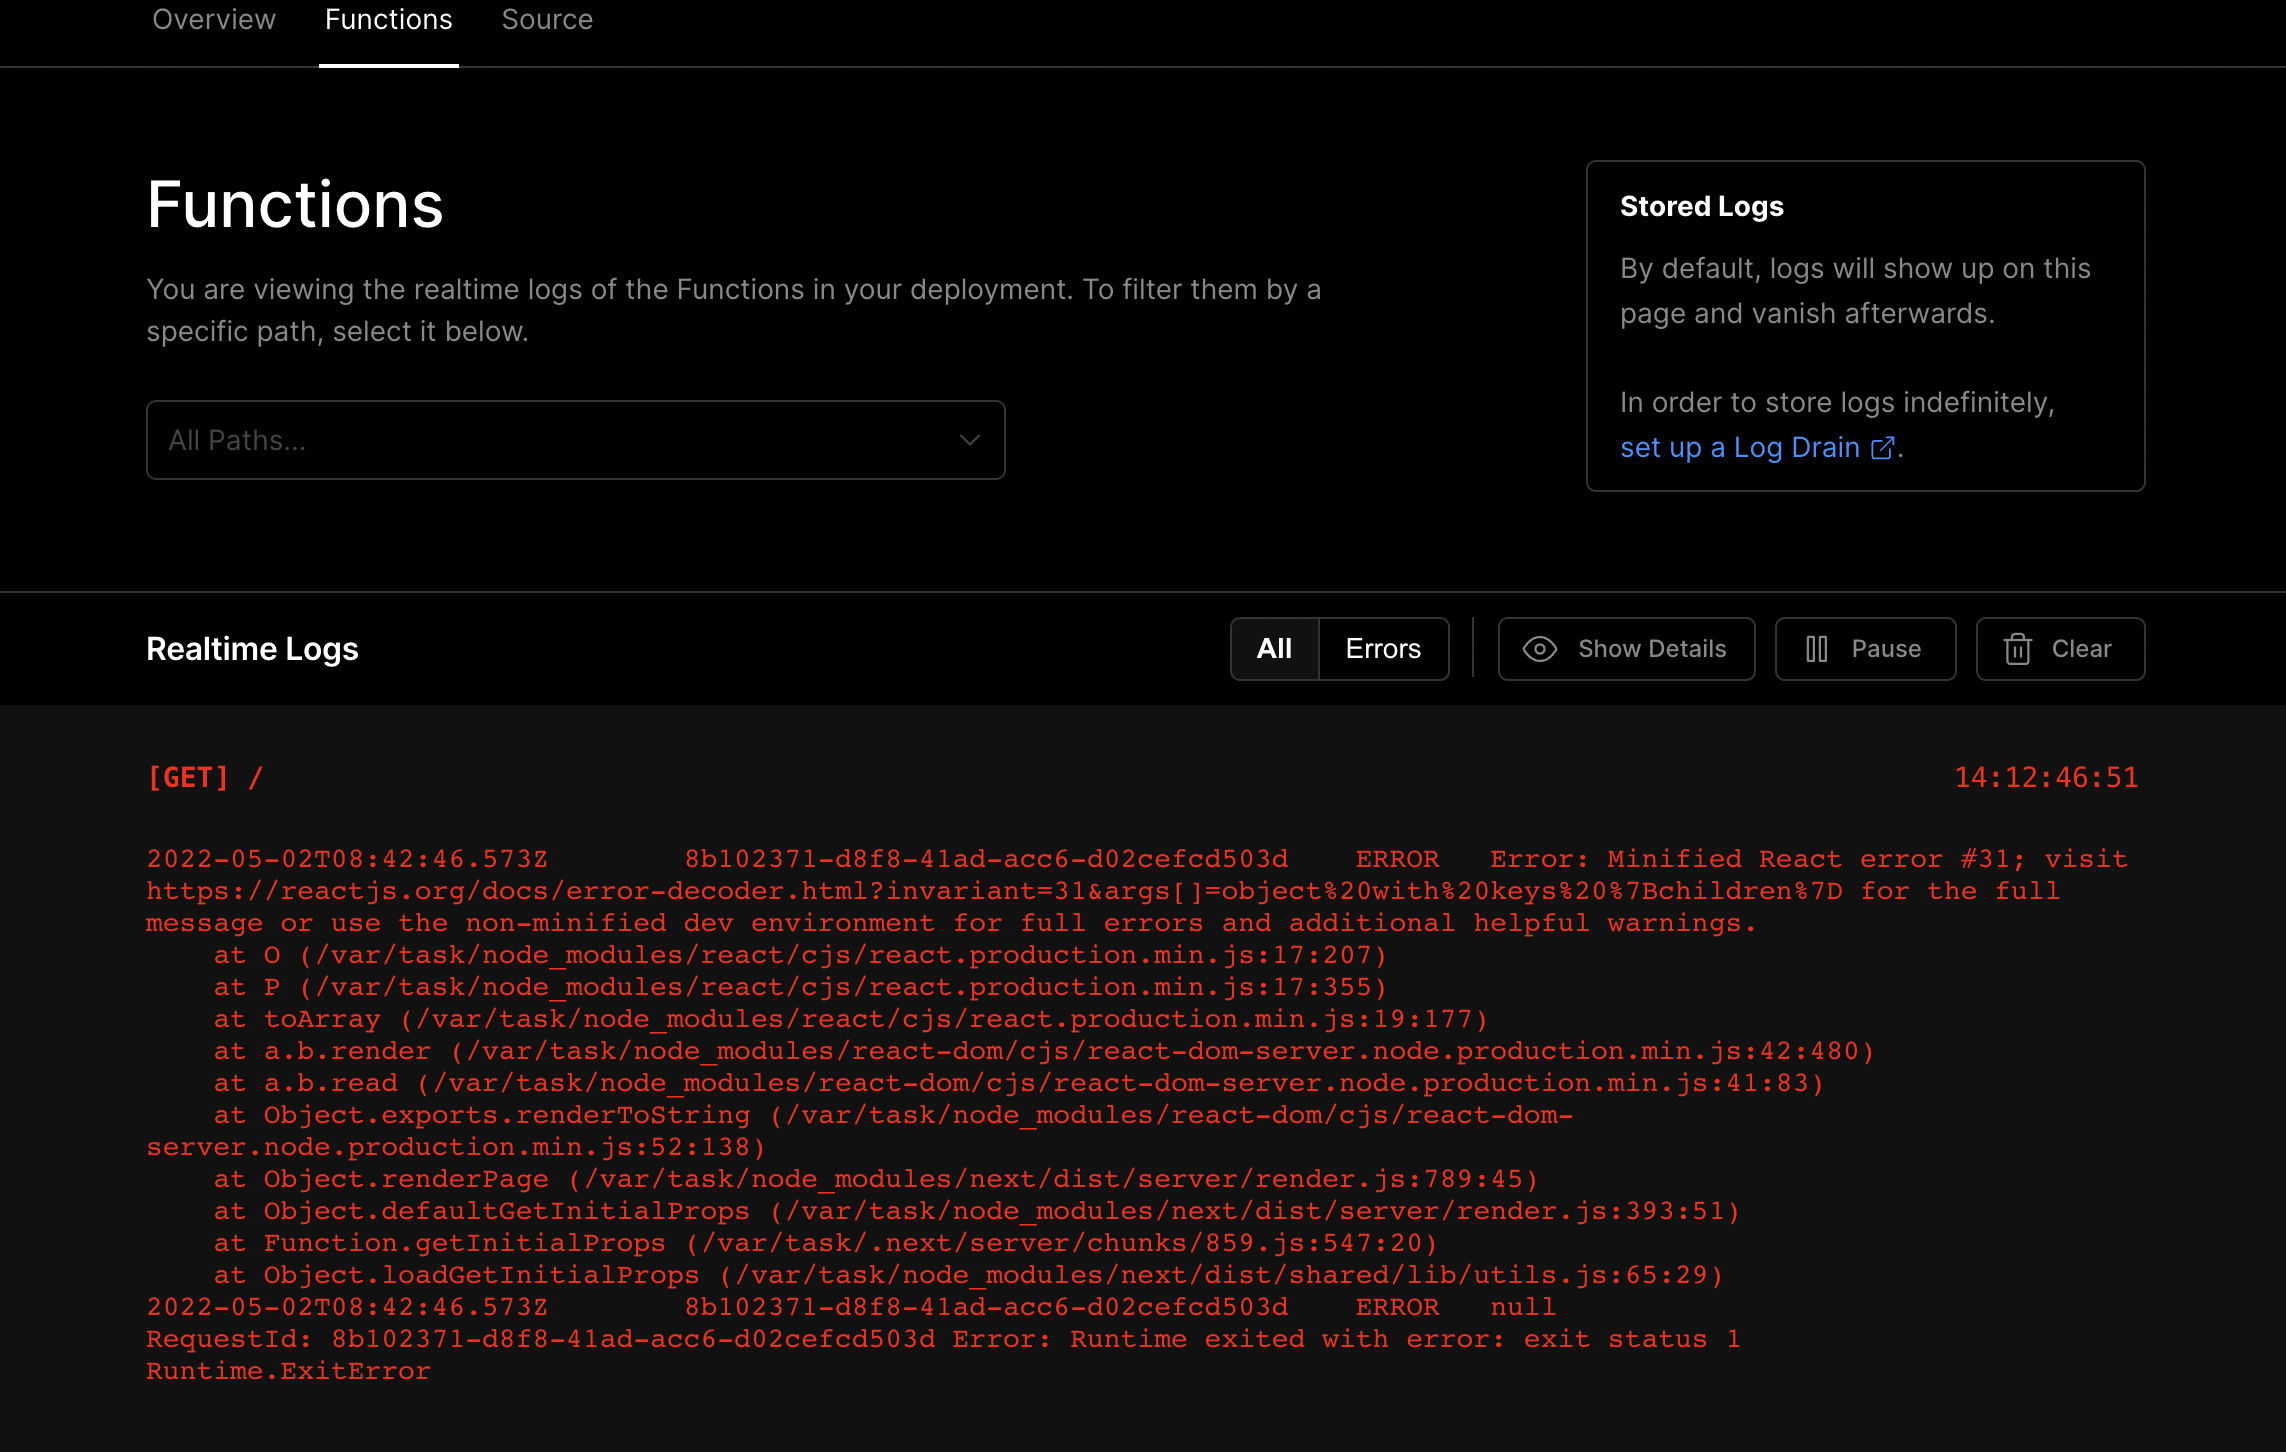 Overview Functions Source
Functions
You are viewing the realtime logs of the Functions in your deployment. To filter them by a
specific path, select it below.
All Paths...
Stored Logs
By default, logs will show up on this
page and vanish afterwards.
In order to store logs indefinitely,
set up a Log Drain .
Realtime Logs
All Errors Show Details Pause Clear
[GET] / 14:12:46:51
2022-05-02T08:42:46.573Z 8b102371-d8f8-41ad-acc6-d02cefcd503d ERROR Error: Minified React error #31; visit
https://reactjs.org/docs/error-decoder.html?invariant=31&args[]=object%20with%20keys%20%7Bchildren%7D for the full
message or use the non-minified dev environment for full errors and additional helpful warnings.
at O (/var/task/node_modules/react/cjs/react.production.min.js:17:207)
at P (/var/task/node_modules/react/cjs/react.production.min.js:17:355)
at toArray (/var/task/node_modules/react/cjs/react.production.min.js:19:177)
at a.b.render (/var/task/node_modules/react-dom/cjs/react-dom-server.node.production.min.js:42:480)
at a.b.read (/var/task/node_modules/react-dom/cjs/react-dom-server.node.production.min.js:41:83)
at Object.exports.renderToString (/var/task/node_modules/react-dom/cjs/react-dom-
server.node.production.min.js:52:138)
at Object.renderPage (/var/task/node_modules/next/dist/server/render.js:789:45)
at Object.defaultGetInitialProps (/var/task/node_modules/next/dist/server/render.js:393:51)
at Function.getInitialProps (/var/task/.next/server/chunks/859.js:547:20)
at Object.loadGetInitialProps (/var/task/node_modules/next/dist/shared/lib/utils.js:65:29)
2022-05-02T08:42:46.573Z 8b102371-d8f8-41ad-acc6-d02cefcd503d ERROR null
RequestId: 8b102371-d8f8-41ad-acc6-d02cefcd503d Error: Runtime exited with error: exit status 1
Runtime.ExitError